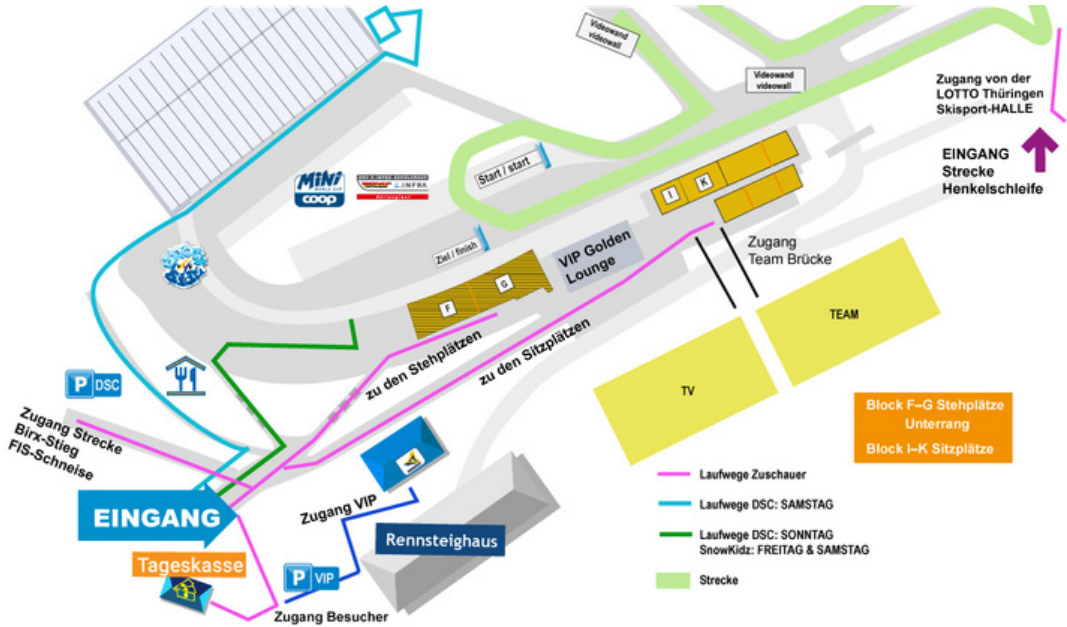 Videowand
videowall
Videowand
videowall
Zugang von der
LOTTO Thüringen
Skisport-HALLE
EINGANG
Strecke
Henkelschleife
Start / start
MiNi
coop
Ziel / finish
I
K
F
G
VIP Golden
Lounge
Zugang
Team Brücke
zu den Stehplätzen
zu den Sitzplätzen
TEAM
TV
P DSC
Zugang Strecke
Birx-Stieg
FIS-Schneise
EINGANG
Tageskasse
Zugang VIP
Rennsteighaus
P VIP
Zugang Besucher
Block F–G Stehplätze
Unterrang
Block I–K Sitzplätze
Laufwege Zuschauer
Laufwege DSC: SAMSTAG
Laufwege DSC: SONNTAG
SnowKidz: FREITAG & SAMSTAG
Strecke